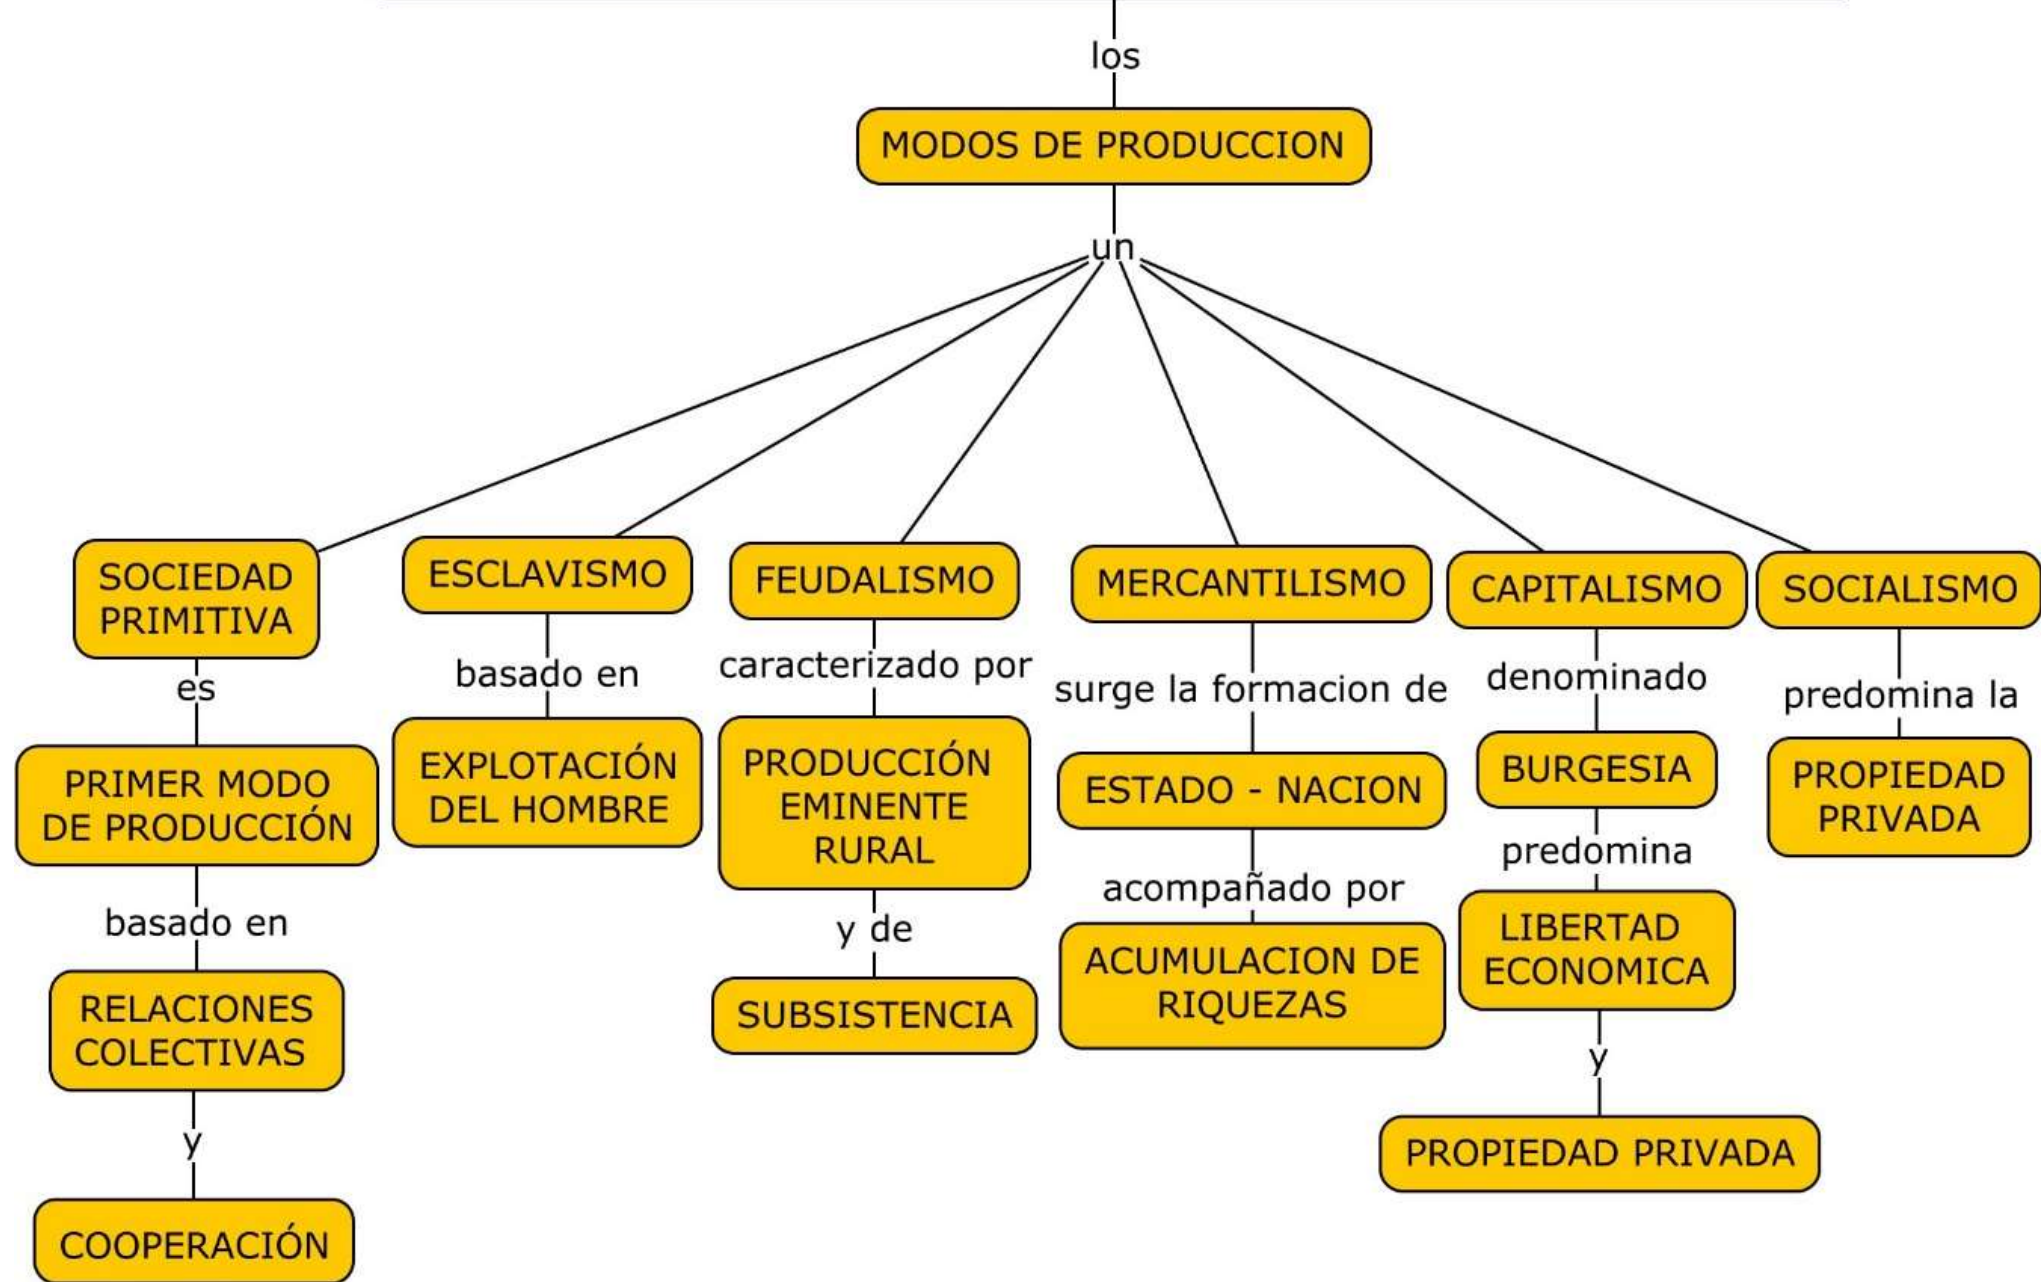 los
MODOS DE PRODUCCION
un
SOCIEDAD
PRIMITIVA
es
PRIMER MODO
DE PRODUCCIÓN
basado en
RELACIONES
COLECTIVAS
y
COOPERACIÓN
ESCLAVISMO
basado en
EXPLOTACIÓN
DEL HOMBRE
FEUDALISMO
caracterizado por
PRODUCCIÓN
EMINENTE
RURAL
y de
SUBSISTENCIA
MERCANTILISMO
surge la formacion de
ESTADO - NACION
acompañado por
ACUMULACION DE
RIQUEZAS
CAPITALISMO
denominado
BURGESIA
predomina
LIBERTAD
ECONOMICA
y
PROPIEDAD PRIVADA
SOCIALISMO
predomina la
PROPIEDAD
PRIVADA